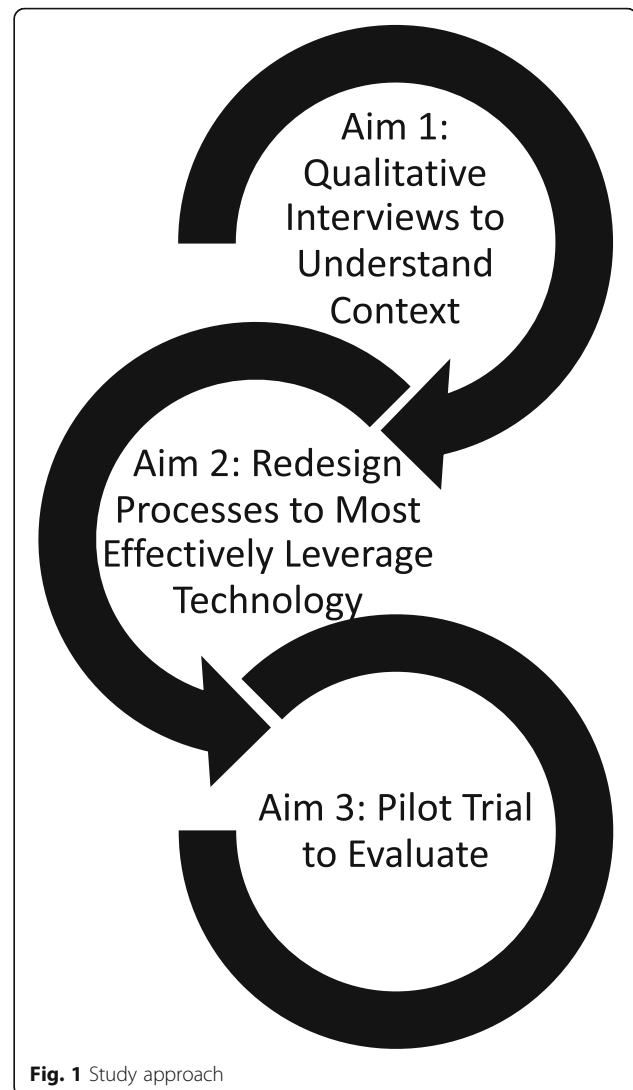 Aim 1:
Qualitative
Interviews to
Understand
Context
Aim 2: Redesign
Processes to Most
Effectively Leverage
Technology
Aim 3: Pilot Trial
to Evaluate
Fig. 1 Study approach